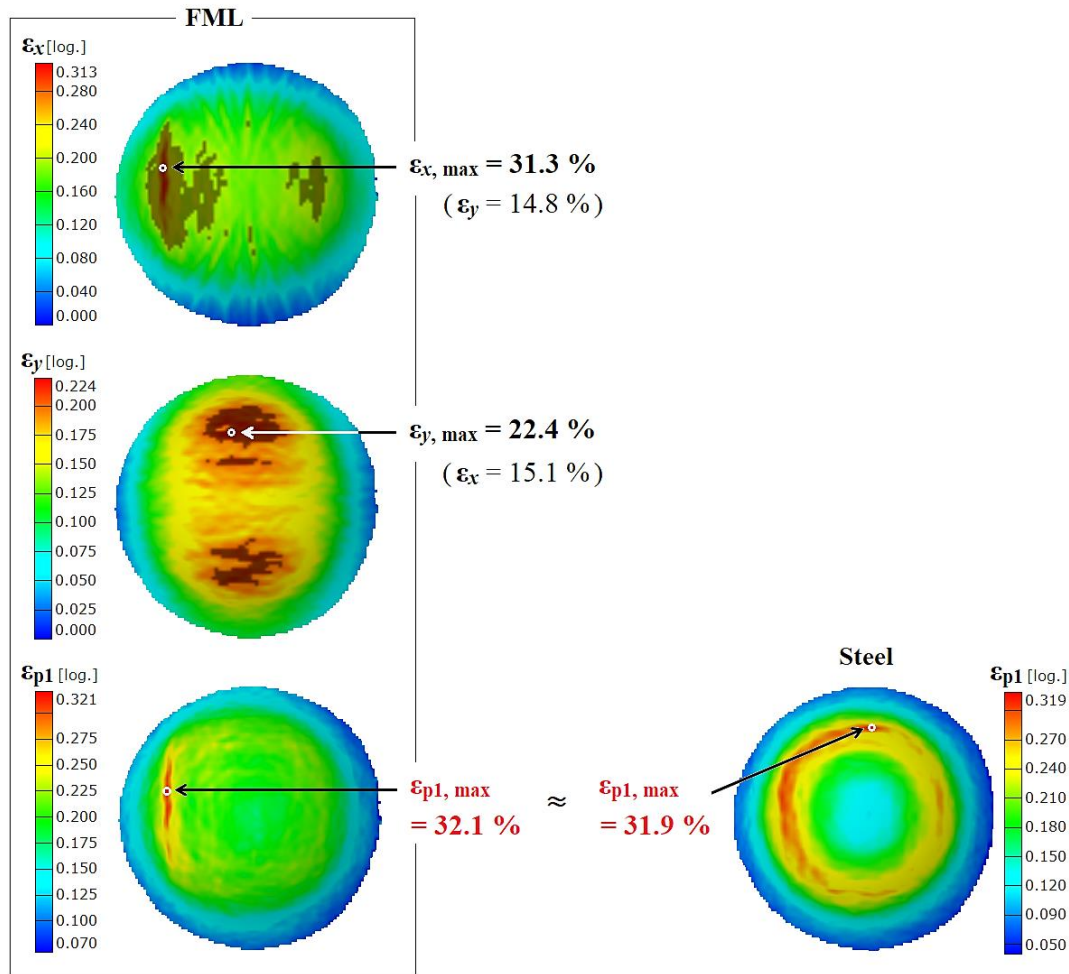 FML
εx [log.]
0.313
0.280
0.240
0.200
0.160
0.120
0.080
0.040
0.000
εx, max = 31.3 %
( εy = 14.8 % )
εy [log.]
0.224
0.200
0.175
0.150
0.125
0.100
0.075
0.050
0.025
0.000
εy, max = 22.4 %
( εx = 15.1 % )
εp1 [log.]
0.321
0.275
0.250
0.225
0.200
0.175
0.150
0.125
0.100
0.070
εp1, max
= 32.1 %
≈
εp1, max
= 31.9 %
Steel
εp1 [log.]
0.319
0.270
0.240
0.210
0.180
0.150
0.120
0.090
0.050